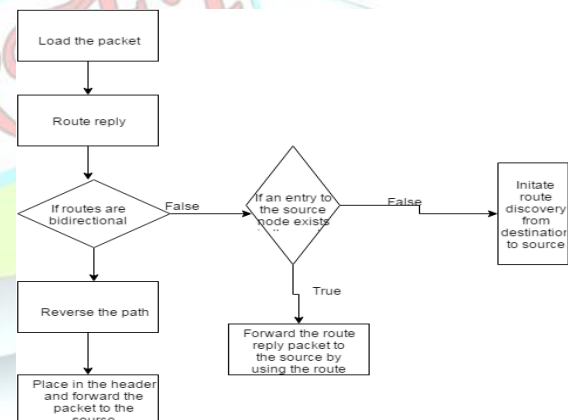 Load the packet
Route reply
If routes are
bidirectional
False
If an entry to
the source
node exists
False
Initate
route
discovery
from
destination
to source
Reverse the path
True
Forward the route
reply packet to
the source by
using the route
Place in the header
and forward the
packet to the
source